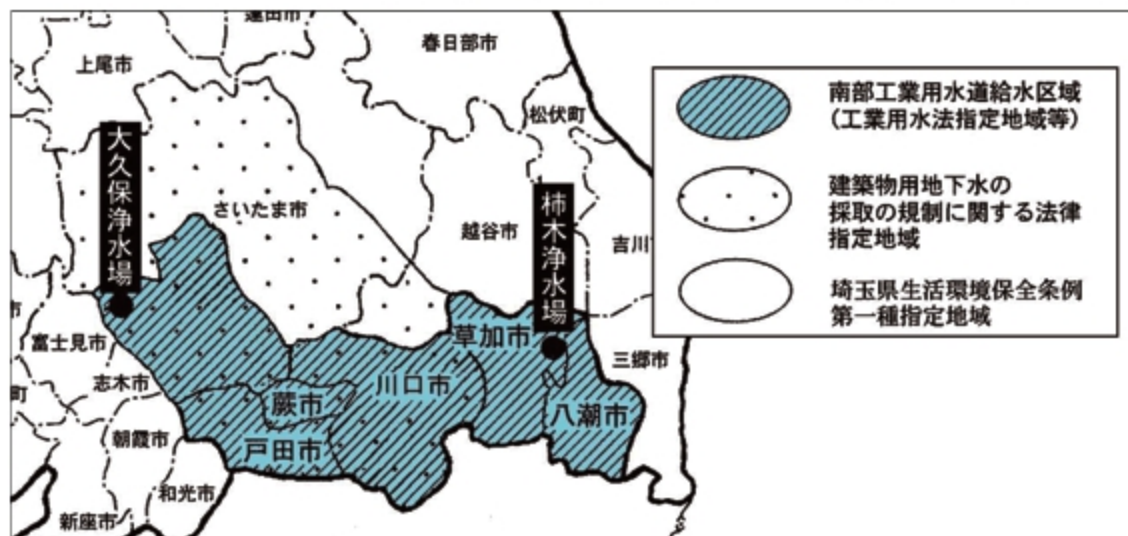 蓮田市
春日部市
上尾市
松伏町
大久保浄水場
さいたま市
柿木浄水場
越谷市
吉川市
草加市
富士見市
三郷市
川口市
志木市
蕨市
八潮市
戸田市
朝霞市
和光市
新座市
町
市
南部工業用水道給水区域
(工業用水法指定地域等)
建築物用地下水の
採取の規制に関する法律
指定地域
埼玉県生活環境保全条例
第一種指定地域